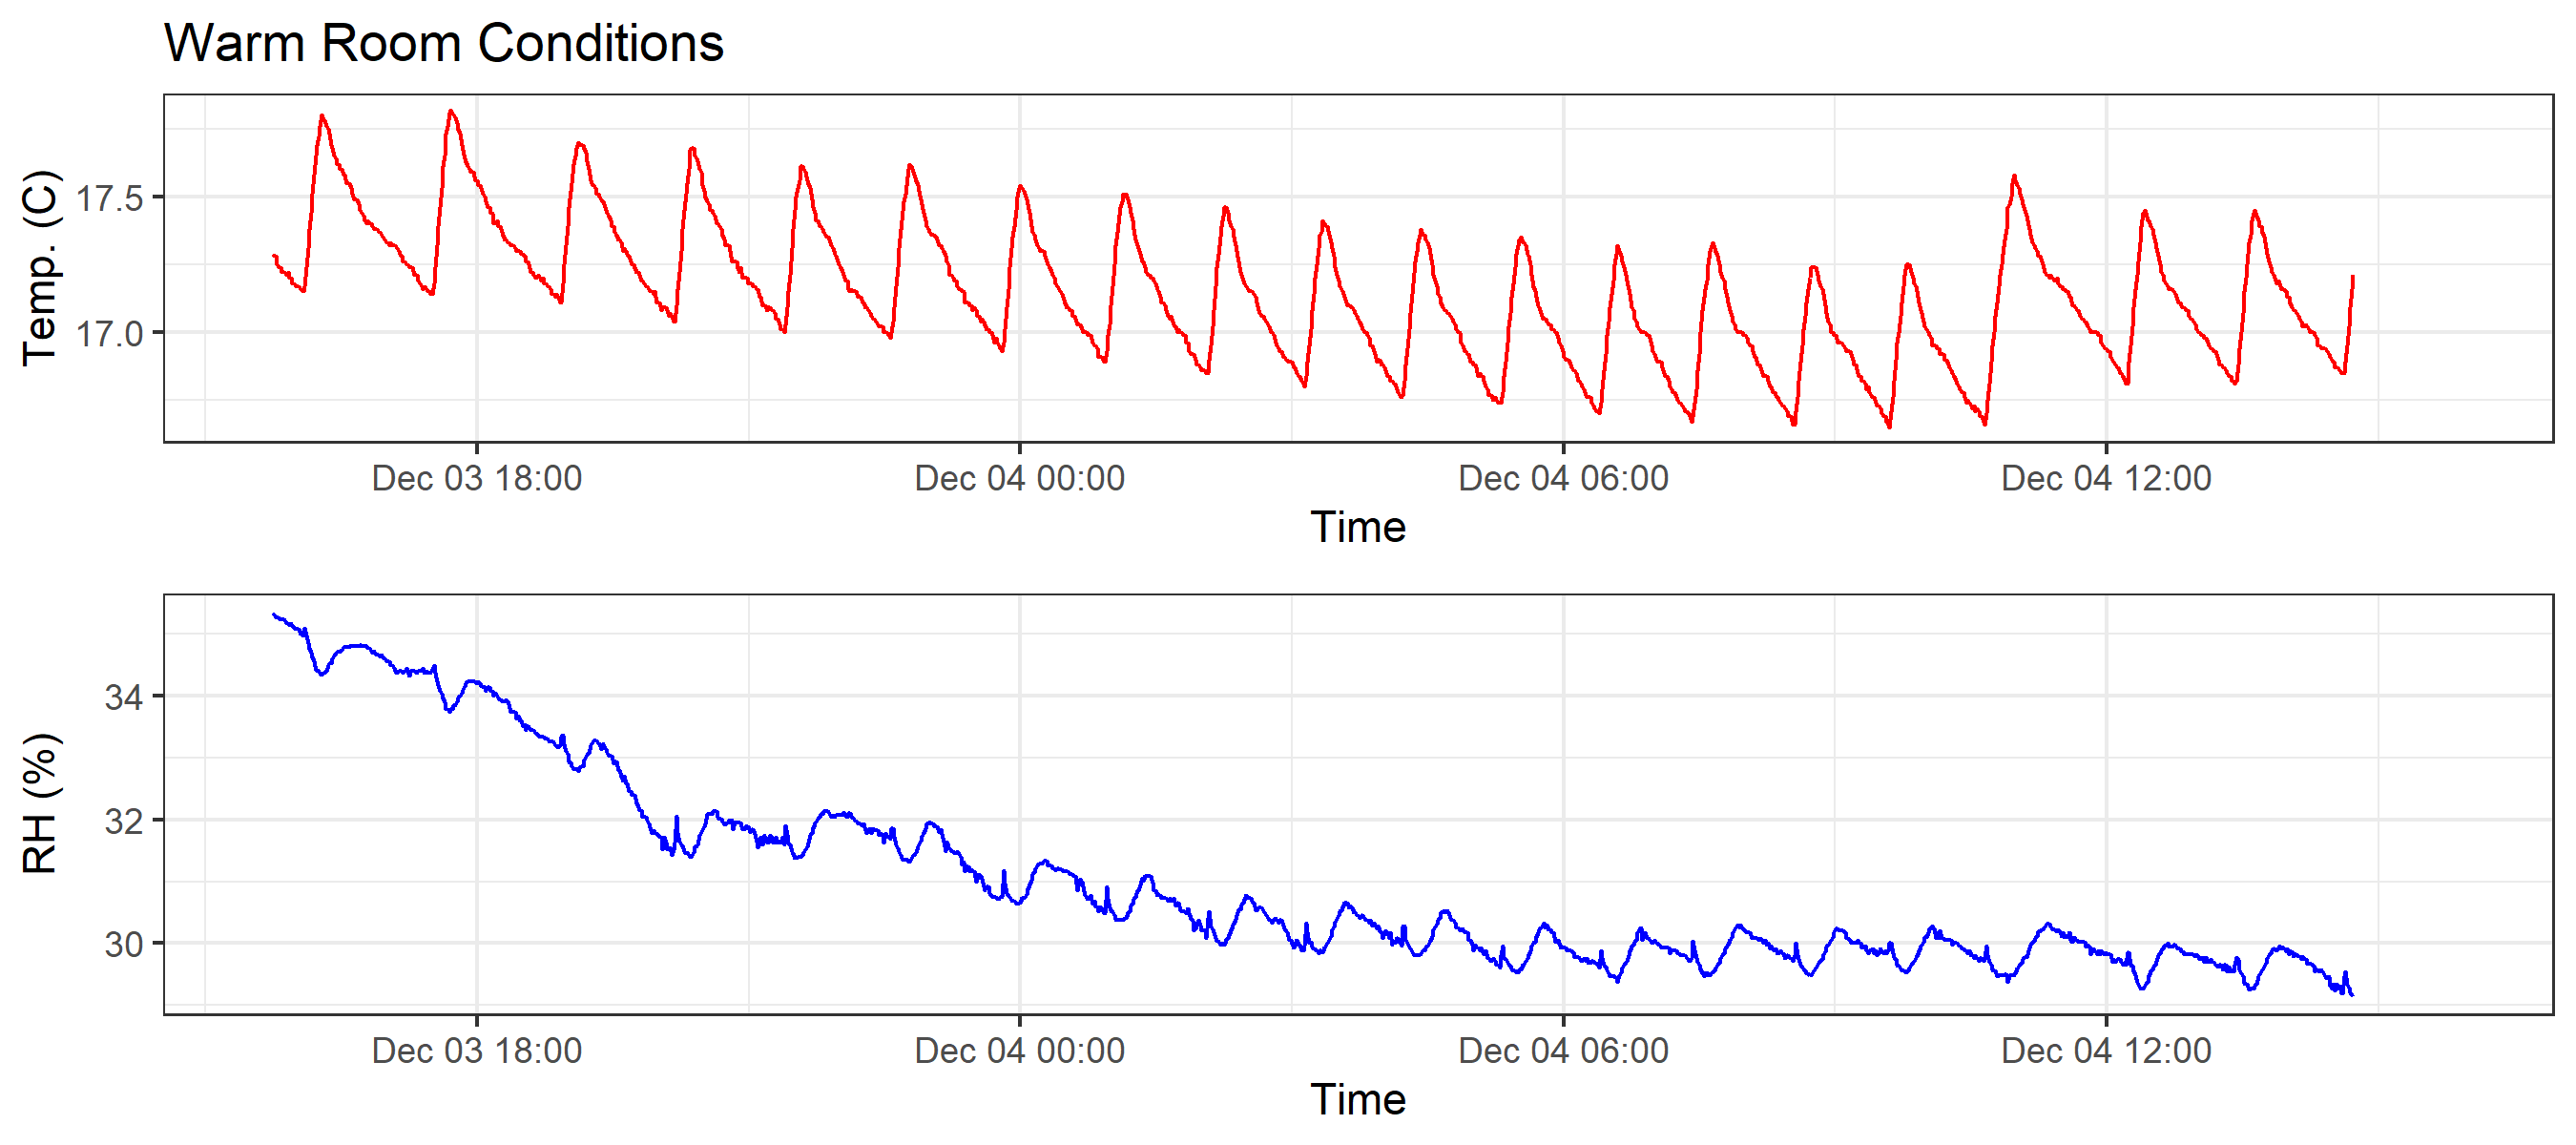 Warm Room Conditions
Temp. (C)
17.5
17.0
Dec 03 18:00 Dec 04 00:00 Dec 04 06:00 Dec 04 12:00
Time
RH (%)
34
32
30
Dec 03 18:00 Dec 04 00:00 Dec 04 06:00 Dec 04 12:00
Time